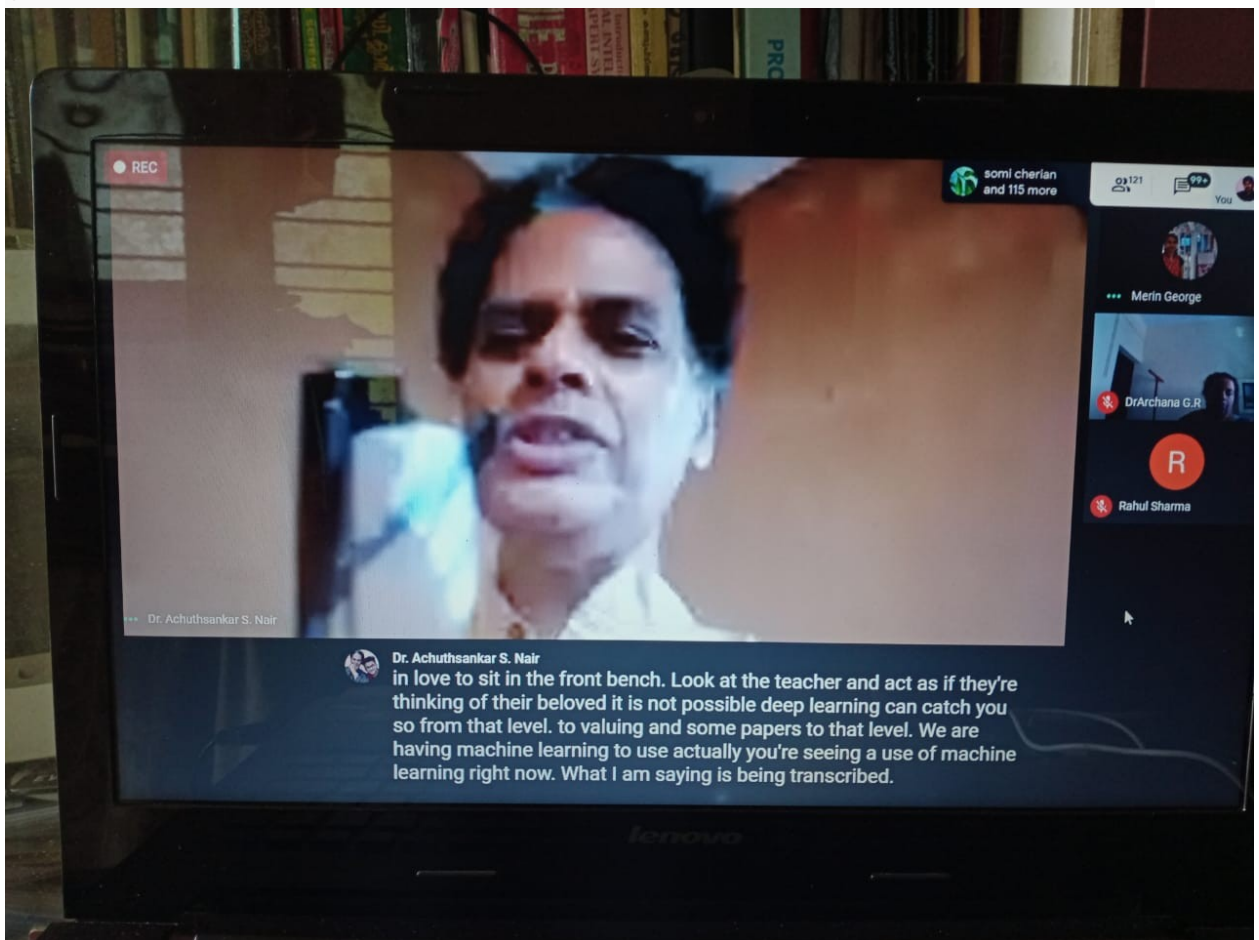 PRO
REC
somi cherian
and 115 more
121
99+
You
Merin George
DrArchana G.R
R
Rahul Sharma
Dr. Achuthsankar S. Nair
Dr. Achuthsankar S. Nair
in love to sit in the front bench. Look at the teacher and act as if they're
thinking of their beloved it is not possible deep learning can catch you
so from that level. to valuing and some papers to that level. We are
having machine learning to use actually you're seeing a use of machine
learning right now. What I am saying is being transcribed.
lenovo